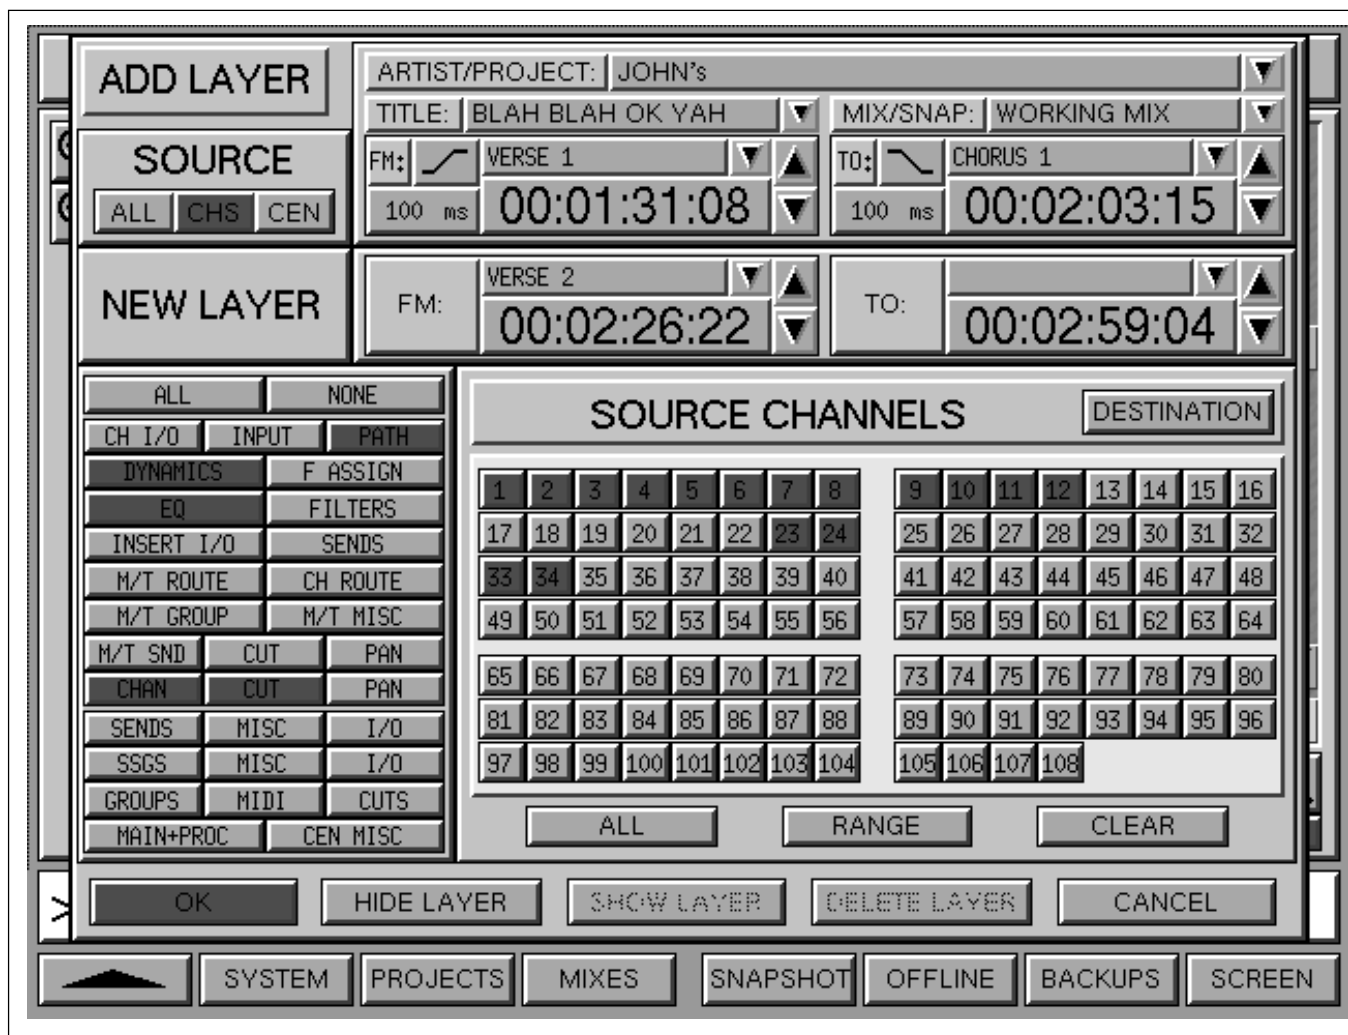 ADD LAYER
ARTIST/PROJECT: JOHN's
TITLE: BLAH BLAH OK YAH MIX/SNAP: WORKING MIX
SOURCE
ALL CHS CEN
FM: VERSE 1 TO: CHORUS 1
100 ms 00:01:31:08 100 ms 00:02:03:15
NEW LAYER
FM: VERSE 2 00:02:26:22
TO: 00:02:59:04
ALL NONE
CH I/O INPUT PATH
DYNAMICS F ASSIGN
EQ FILTERS
INSERT I/O SENDS
M/T ROUTE CH ROUTE
M/T GROUP M/T MISC
M/T SND CUT PAN
CHAN CUT PAN
SENDS MISC I/O
SSGS MISC I/O
GROUPS MIDI CUTS
MAIN+PROC CEN MISC
SOURCE CHANNELS DESTINATION
1 2 3 4 5 6 7 8 9 10 11 12 13 14 15 16
17 18 19 20 21 22 23 24 25 26 27 28 29 30 31 32
33 34 35 36 37 38 39 40 41 42 43 44 45 46 47 48
49 50 51 52 53 54 55 56 57 58 59 60 61 62 63 64
65 66 67 68 69 70 71 72 73 74 75 76 77 78 79 80
81 82 83 84 85 86 87 88 89 90 91 92 93 94 95 96
97 98 99 100 101 102 103 104 105 106 107 108
ALL RANGE CLEAR
> OK HIDE LAYER SHOW LAYER DELETE LAYER CANCEL
SYSTEM PROJECTS MIXES SNAPSHOT OFFLINE BACKUPS SCREEN